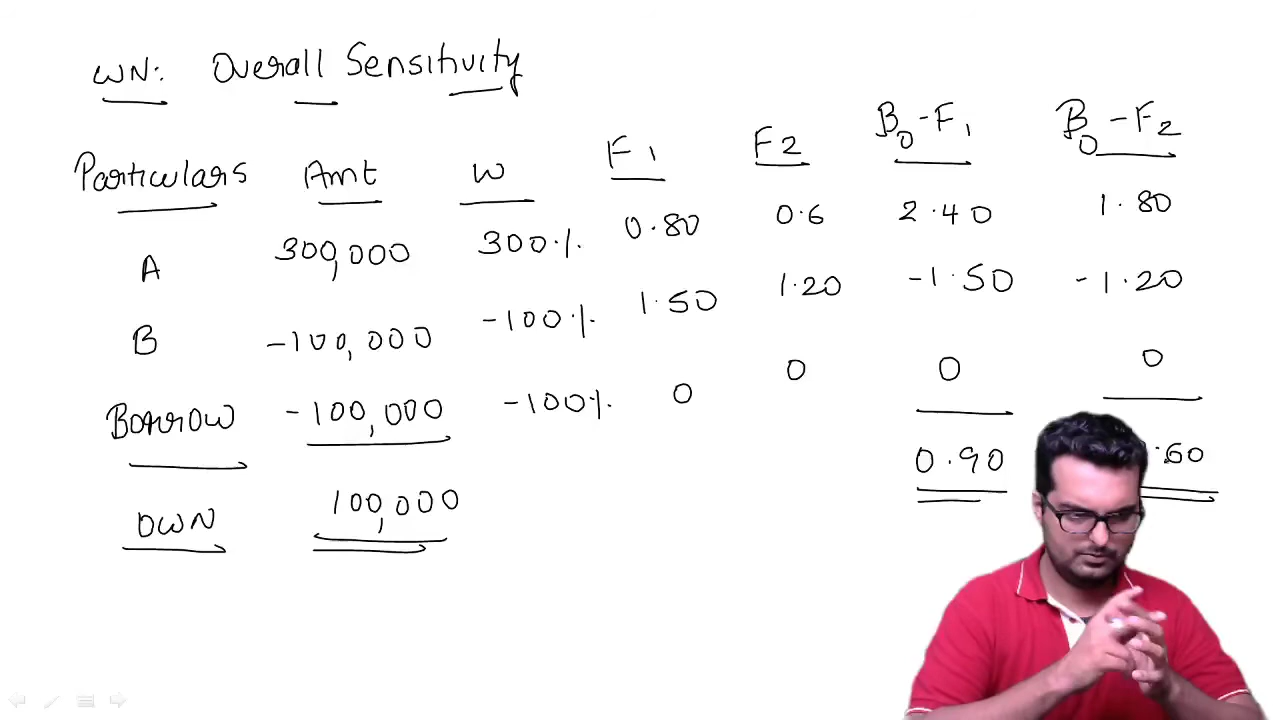 WN: Overall Sensitivity
Particulars Amt W F1 F2 B0-F1 B0-F2
A 300,000 300% 0.80 0.6 2.40 1.80
B -100,000 -100% 1.50 1.20 -1.50 -1.20
Borrow -100,000 -100% 0 0 0 0
0.90 .60
OWN 100,000